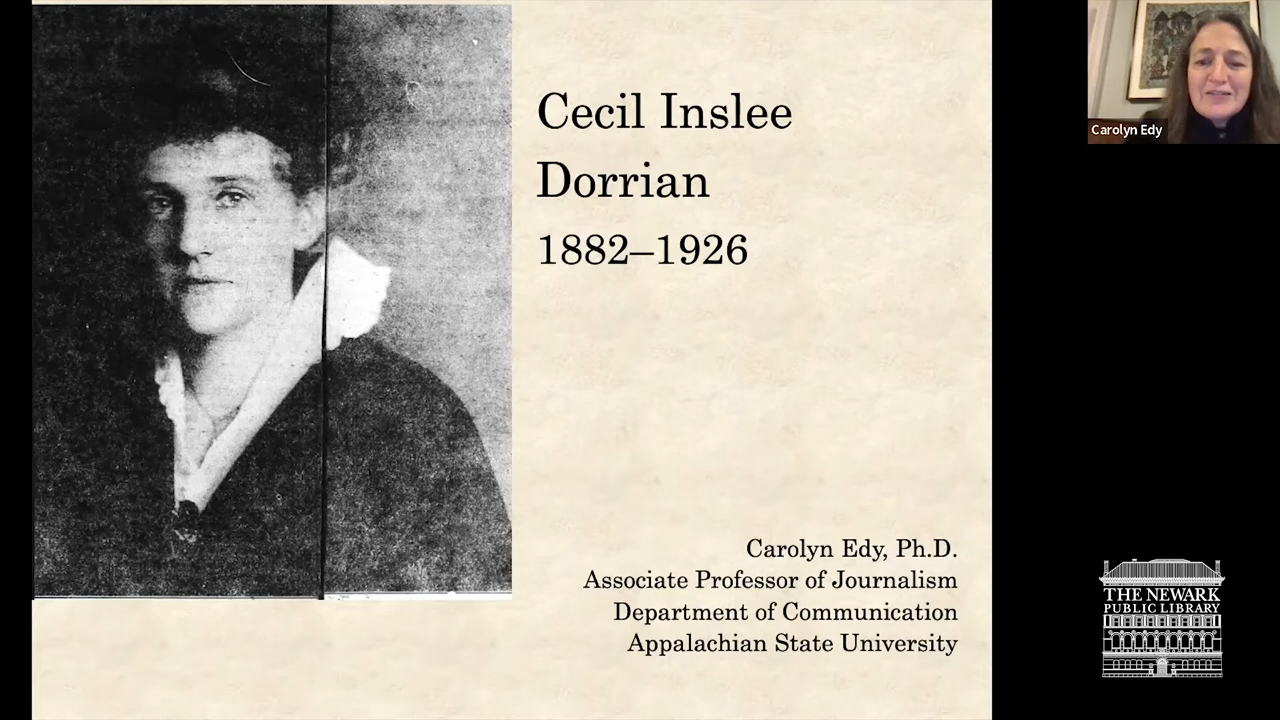 Cecil Inslee
Dorrian
1882–1926
Carolyn Edy, Ph.D.
Associate Professor of Journalism
Department of Communication
Appalachian State University
Carolyn Edy
THE NEWARK
PUBLIC LIBRARY